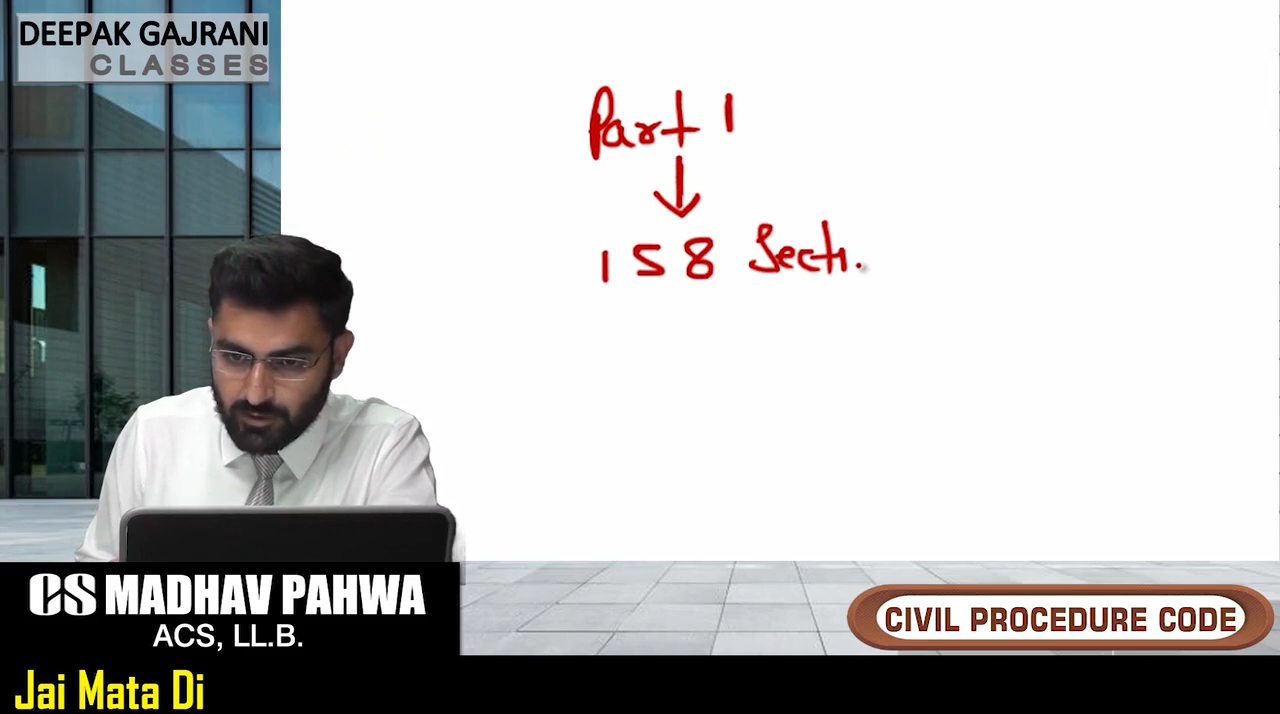 DEEPAK GAJRANI
CLASSES
Part 1
158 Secti.
CS MADHAV PAHWA
ACS, LL.B.
CIVIL PROCEDURE CODE
Jai Mata Di